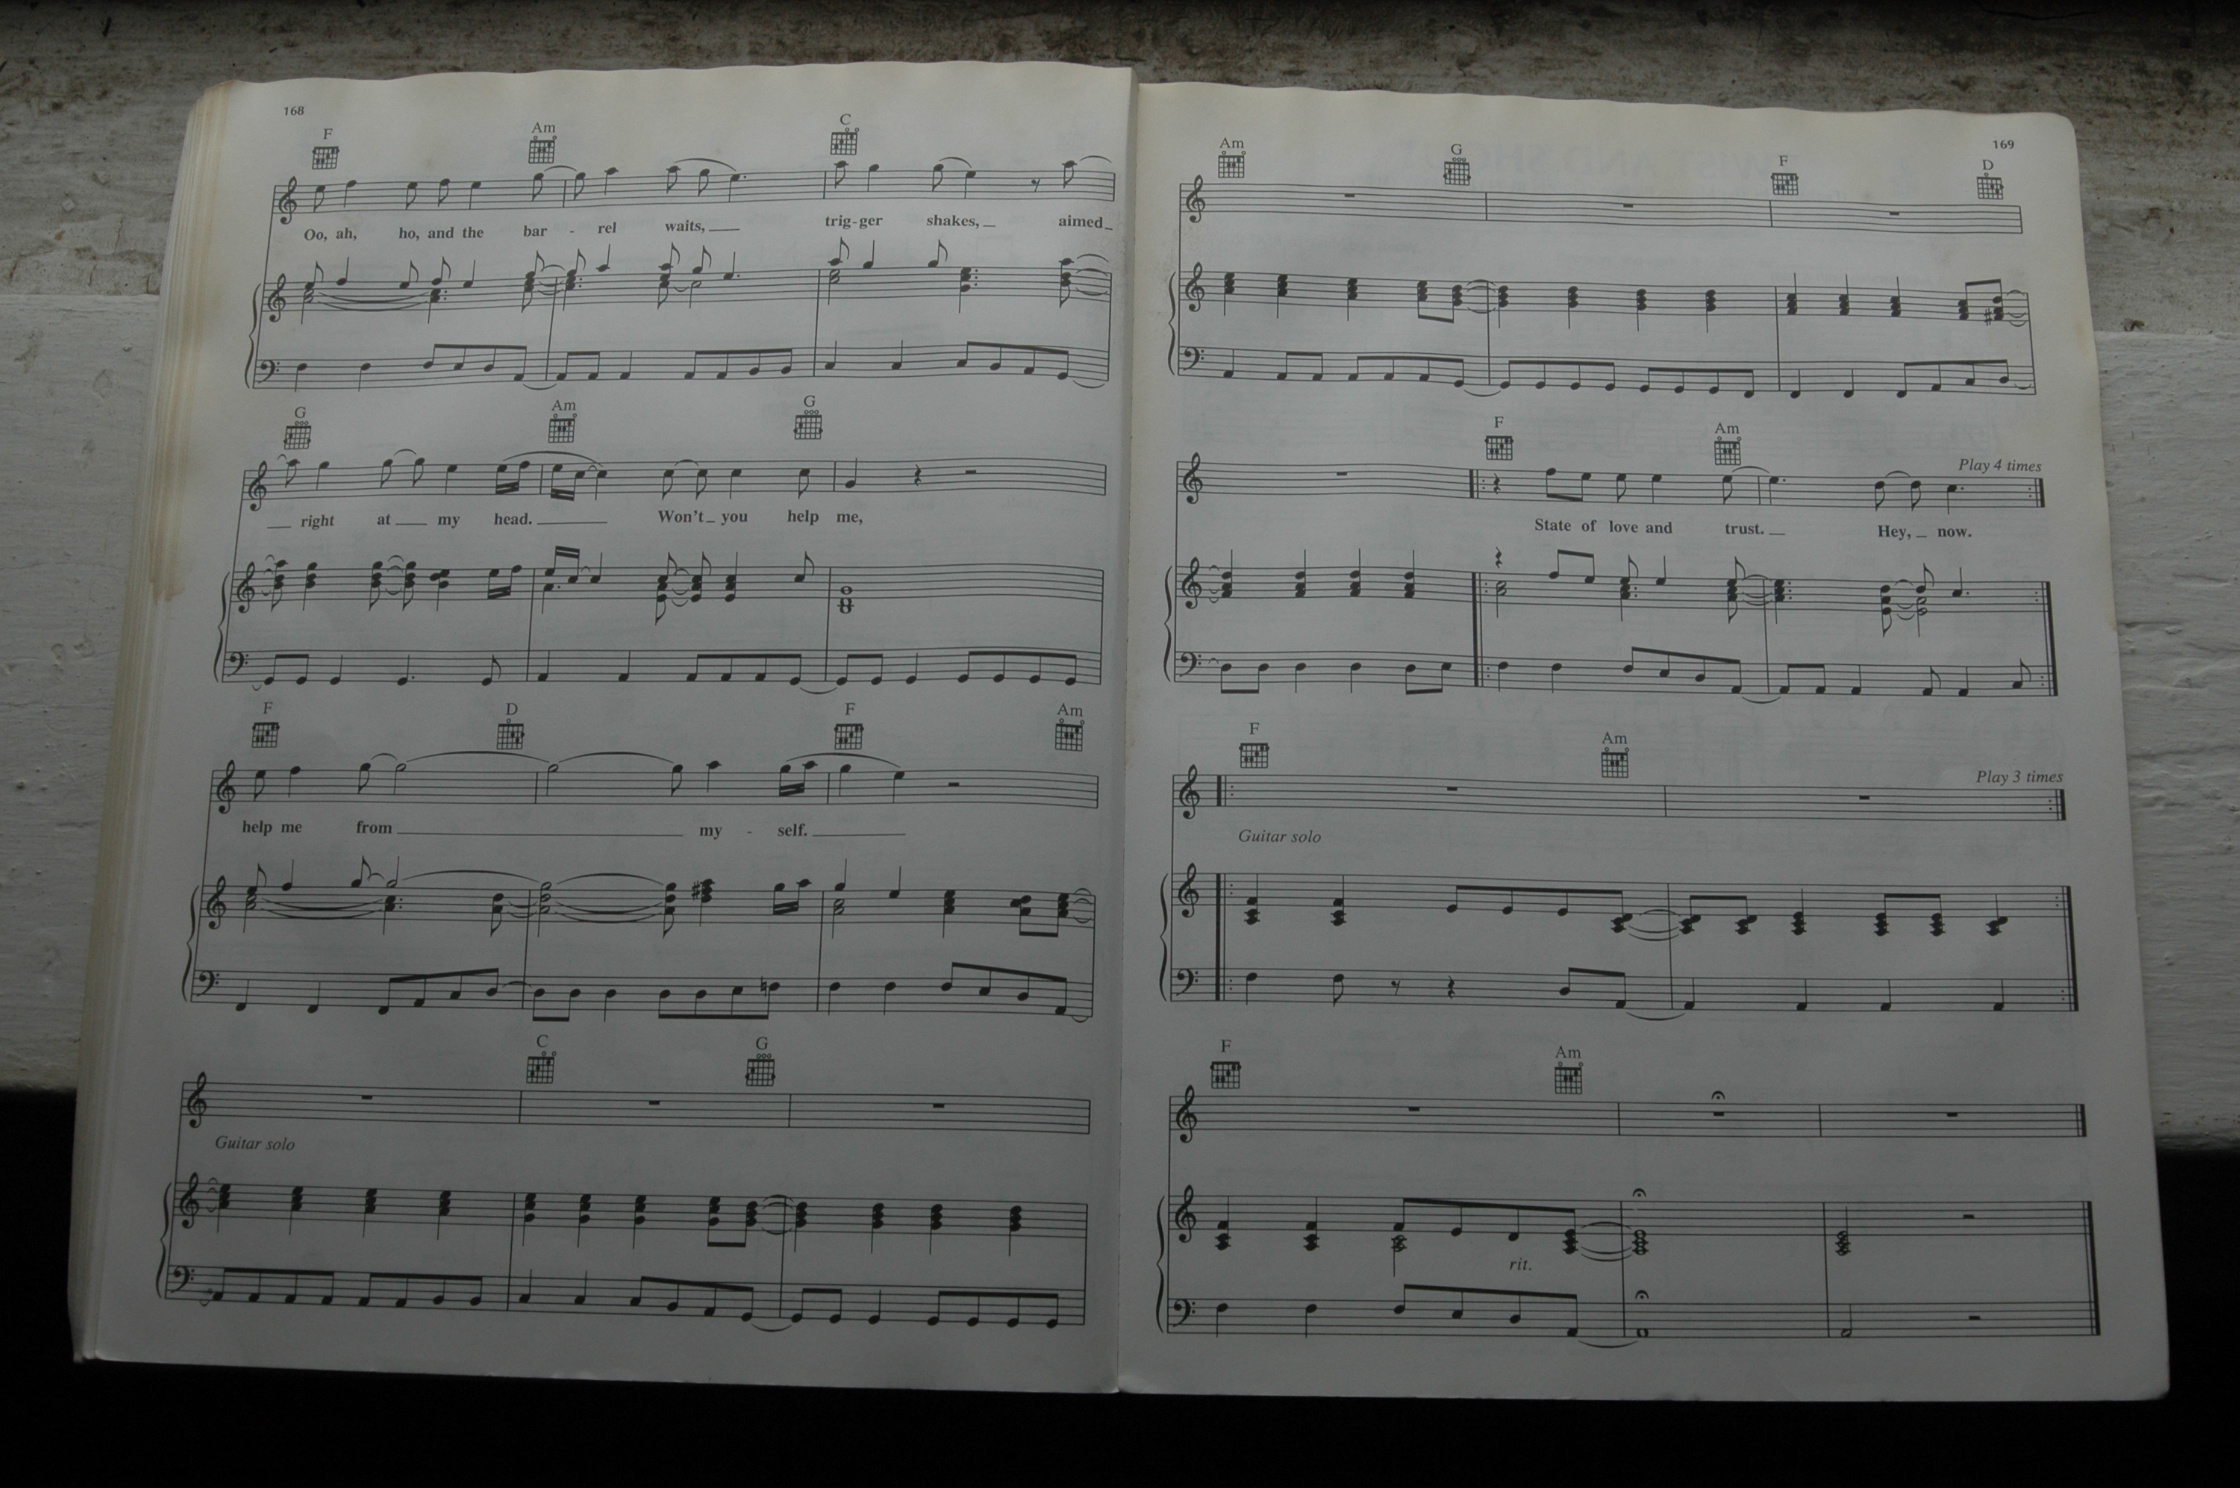 168
F Am C
Oo, ah, ho, and the bar - rel waits, trig-ger shakes, aimed
G Am G
right at my head. Won't you help me,
F D F Am
help me from my - self.
C G
Guitar solo
169
Am G F D
F Am
Play 4 times
State of love and trust. Hey, now.
F Am
Play 3 times
Guitar solo
F Am
rit.